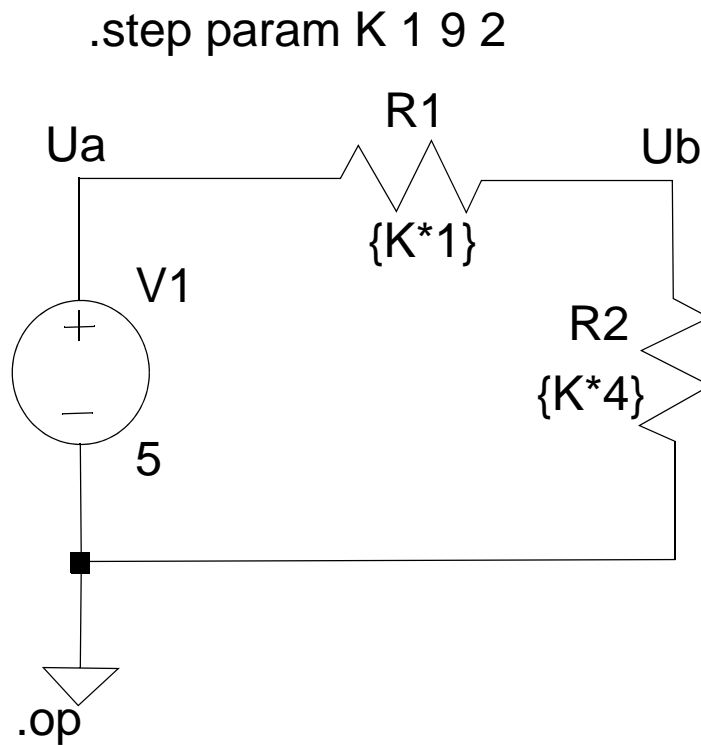 .step param K 1 9 2
R1
Ua
Ub
{K*1}
V1
R2
{K*4}
5
.op